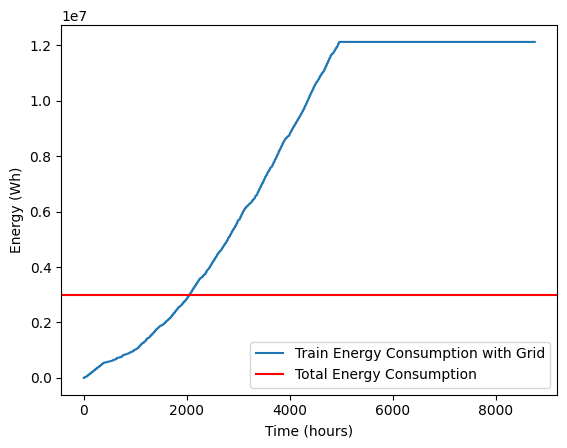 1e7
1.2
1.0
0.8
0.6
0.4
0.2
0.0
Energy (Wh)
Train Energy Consumption with Grid
Total Energy Consumption
0
2000
4000
6000
8000
Time (hours)